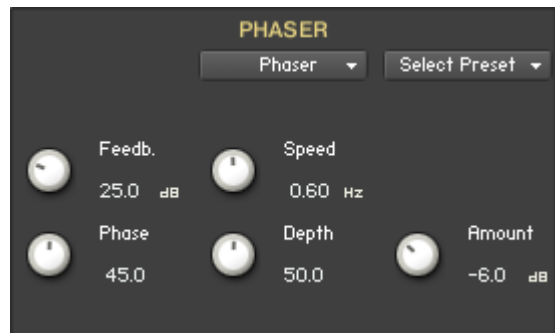 PHASER
Phaser Select Preset
Feedb. Speed
25.0 dB 0.60 Hz
Phase Depth Amount
45.0 50.0 -6.0 dB